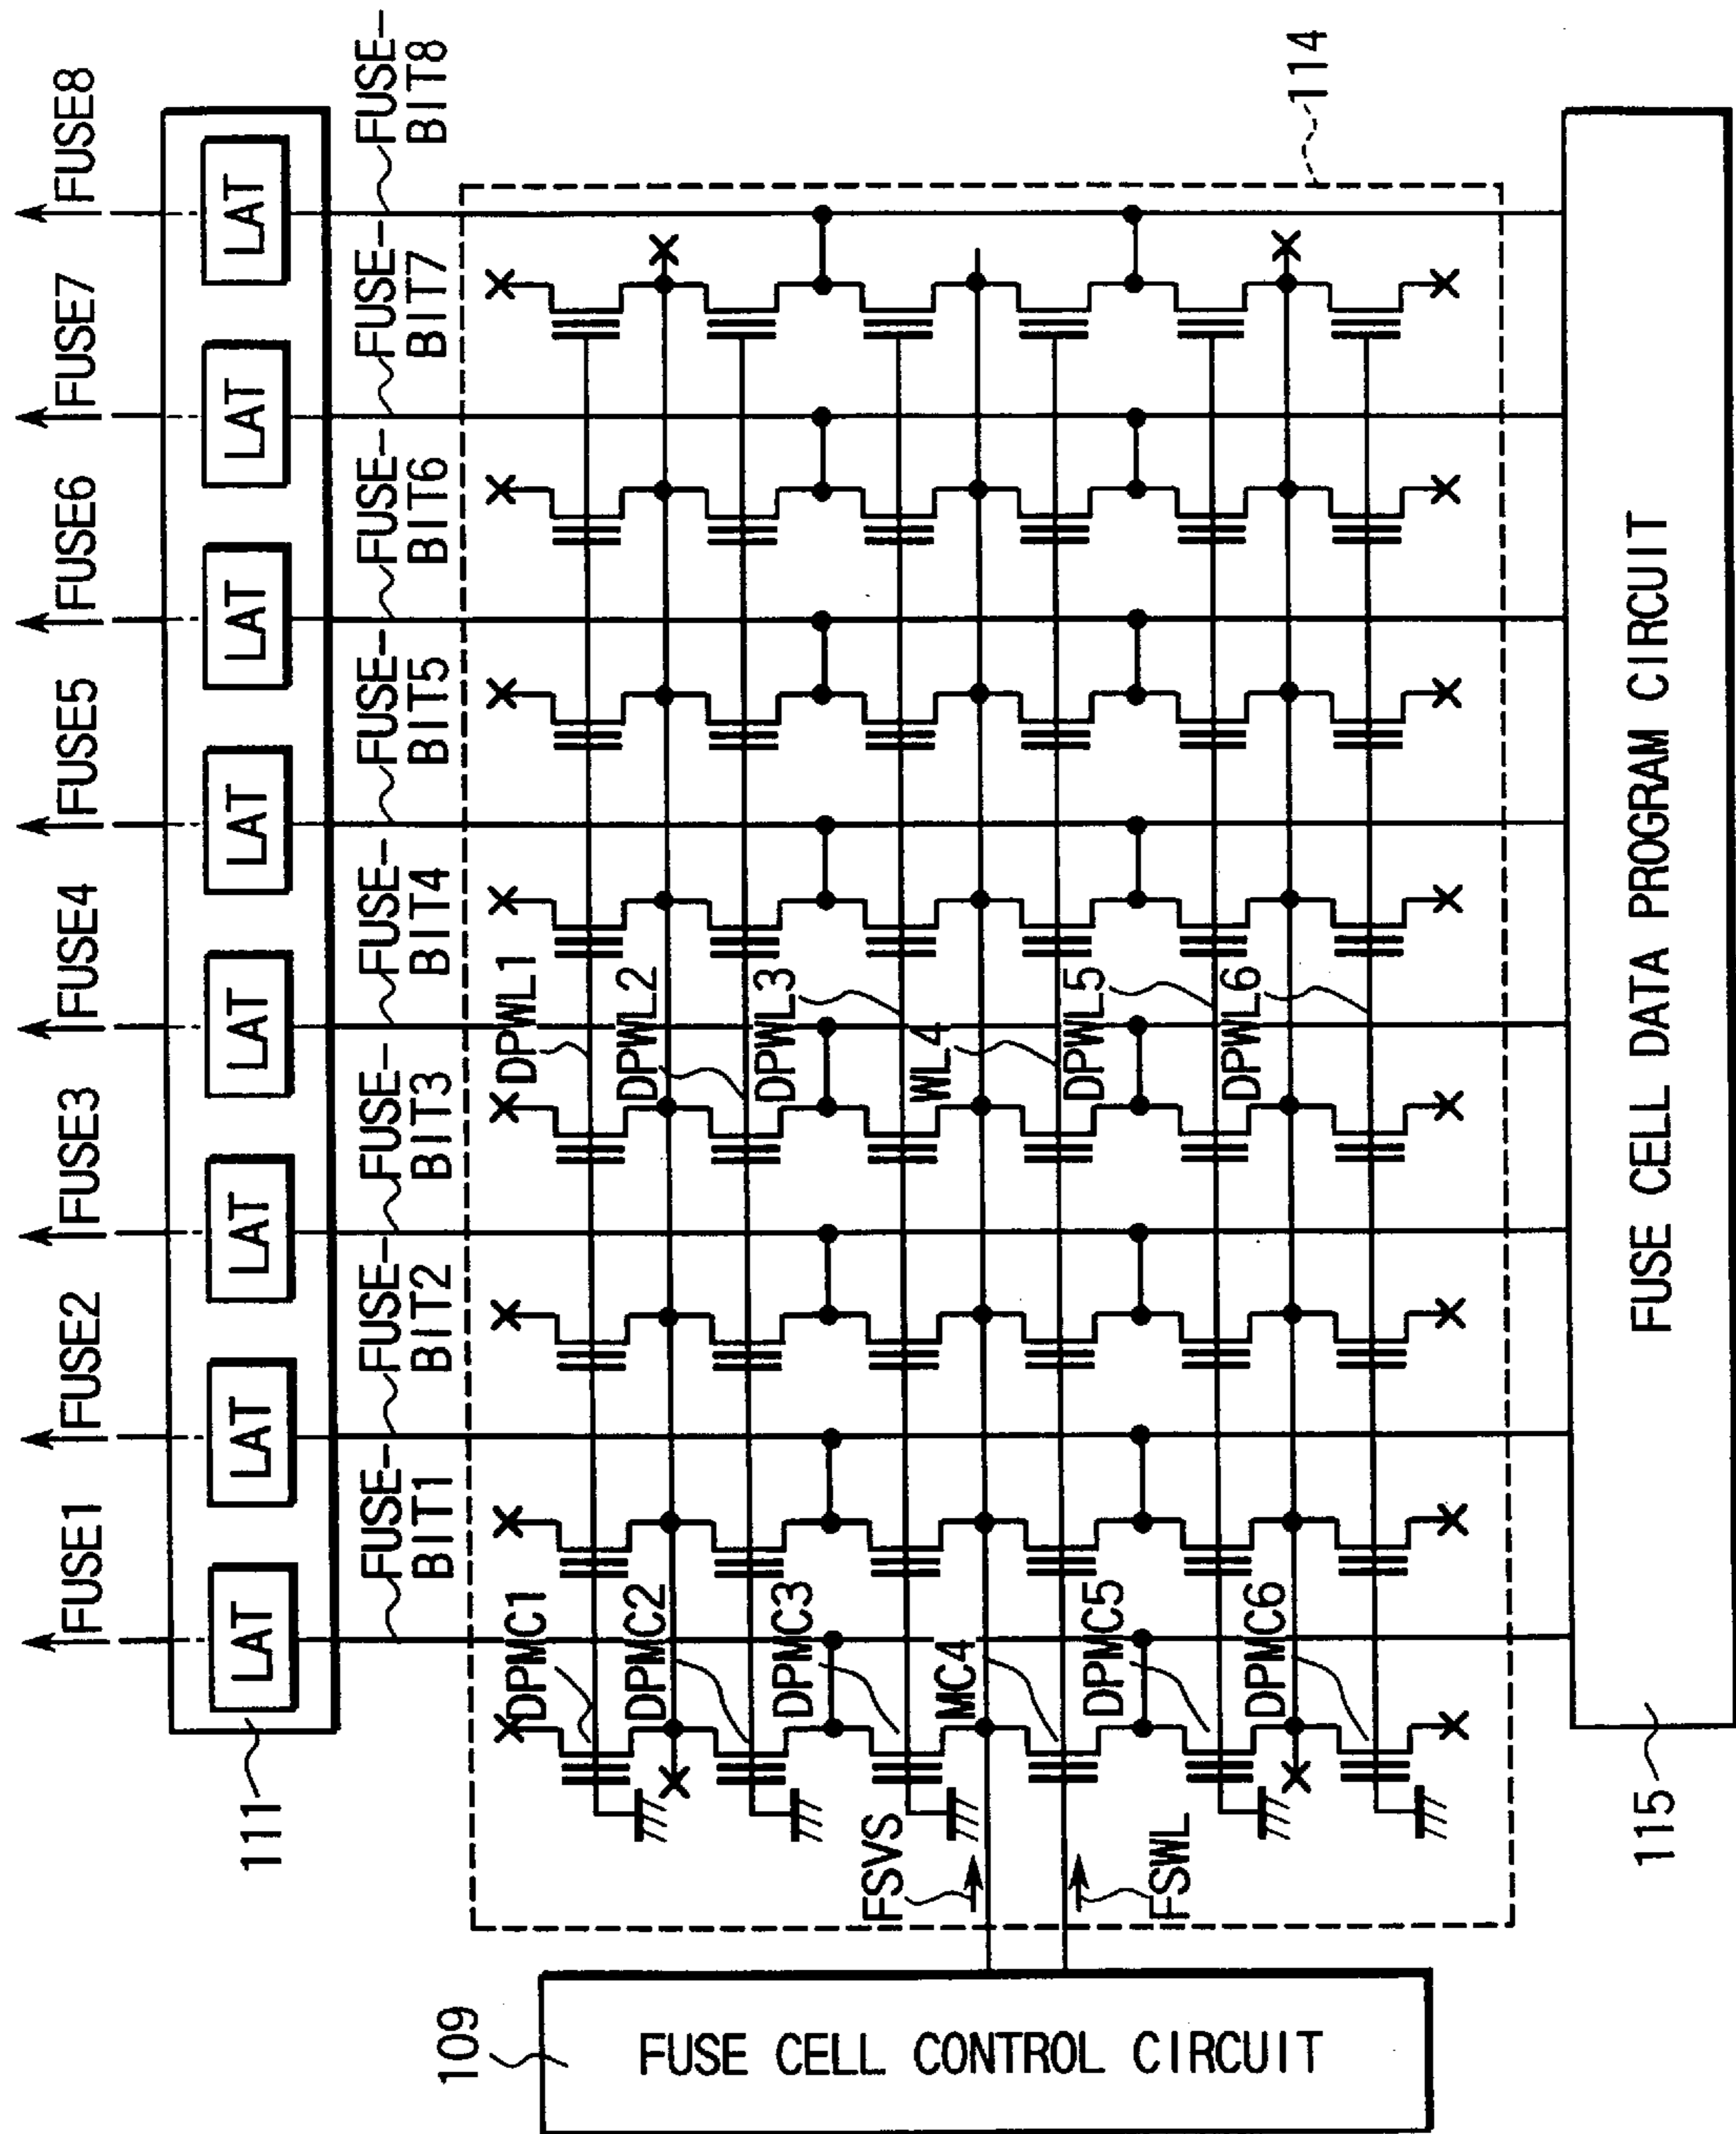 FUSE1
FUSE2
FUSE3
FUSE4
FUSE5
FUSE6
FUSE7
FUSE8
LAT
LAT
LAT
LAT
LAT
LAT
LAT
LAT
111
FUSE-
BIT1
FUSE-
BIT2
FUSE-
BIT3
FUSE-
BIT4
FUSE-
BIT5
FUSE-
BIT6
FUSE-
BIT7
FUSE-
BIT8
DPMC1
DPWL1
DPMC2
DPWL2
DPMC3
DPWL3
MC4
WL4
DPMC5
DPWL5
DPMC6
DPWL6
FSVS
FSWL
114
109
FUSE CELL CONTROL CIRCUIT
115
FUSE CELL DATA PROGRAM CIRCUIT